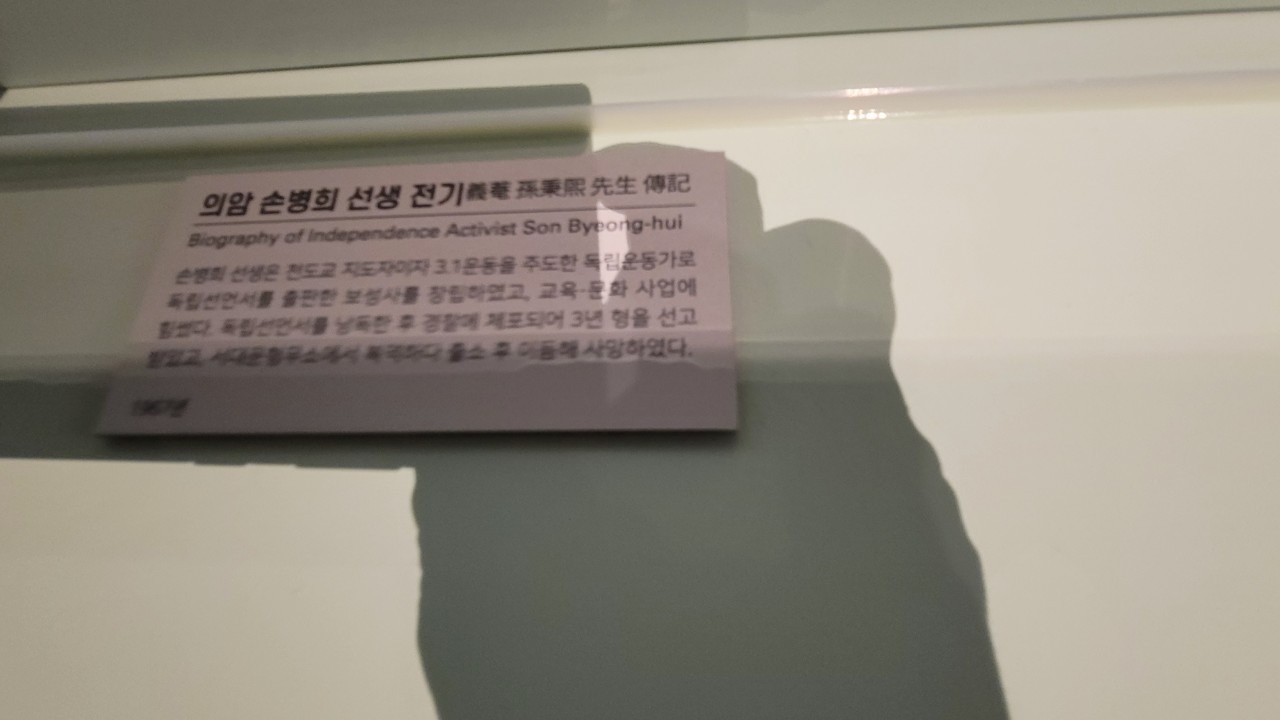 의암 손병희 선생 전기義菴 孫秉熙 先生 傳記
Biography of Independence Activist Son Byeong-hui
손병희 선생은 천도교 지도자이자 3.1운동을 주도한 독립운동가로
독립선언서를 출판한 보성사를 창립하였고, 교육·문화 사업에
힘썼다. 독립선언서를 낭독한 후 경찰에 체포되어 3년 형을 선고
받았고, 서대문형무소에서 복역하다 출소 후 이듬해 사망하였다.
1967년